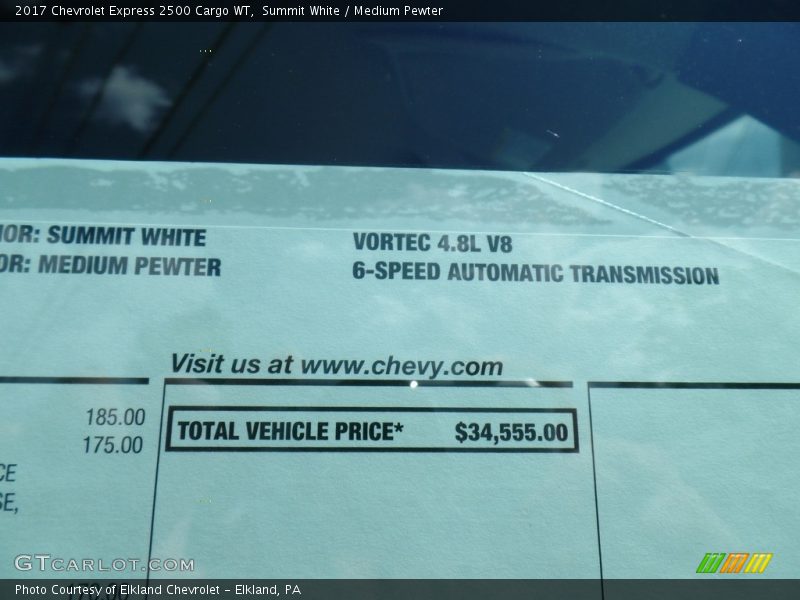 2017 Chevrolet Express 2500 Cargo WT,  Summit White / Medium Pewter
IOR: SUMMIT WHITE
OR: MEDIUM PEWTER
VORTEC 4.8L V8
6-SPEED AUTOMATIC TRANSMISSION
Visit us at www.chevy.com
185.00
175.00
TOTAL VEHICLE PRICE* $34,555.00
CE
SE,
GTCARLOT.COM
Photo Courtesy of Elkland Chevrolet - Elkland, PA